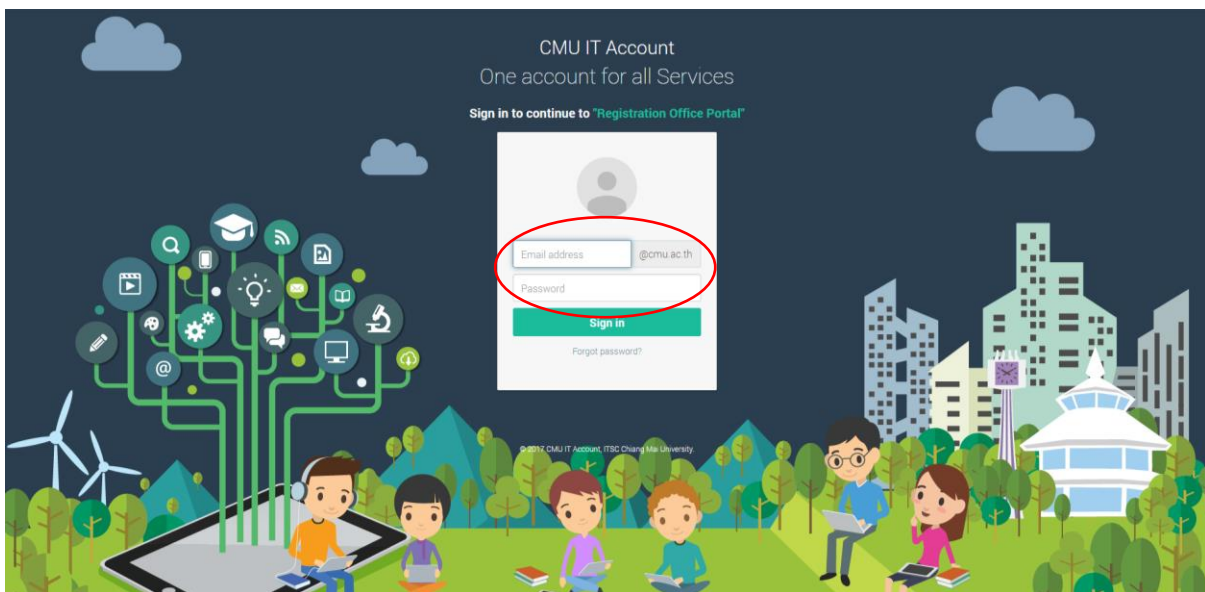 CMU IT Account
One account for all Services
Sign in to continue to "Registration Office Portal"
Email address @cmu.ac.th
Password
Sign in
Forgot password?
@
© 2017 CMU IT Account, ITSC Chiang Mai University.